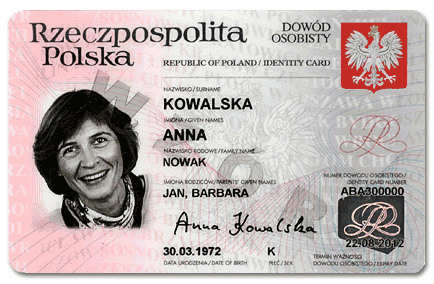 Rzeczpospolita
Polska
DOWÓD
OSOBISTY
REPUBLIC OF POLAND / IDENTITY CARD
NAZWISKO / SURNAME
KOWALSKA
IMIONA / GIVEN NAMES
ANNA
NAZWISKO RODOWE / FAMILY NAME
NOWAK
IMIONA RODZICÓW / PARENTS' GIVEN NAMES
JAN, BARBARA
NUMER DOWODU OSOBISTEGO /
IDENTITY CARD NUMBER
ABA300000
Anna Kowalska
30.03.1972
K
22-08-2012
DATA URODZENIA / DATE OF BIRTH
PŁEĆ / SEX
TERMIN WAŻNOŚCI
DOWODU OSOBISTEGO / EXPIRY DATE